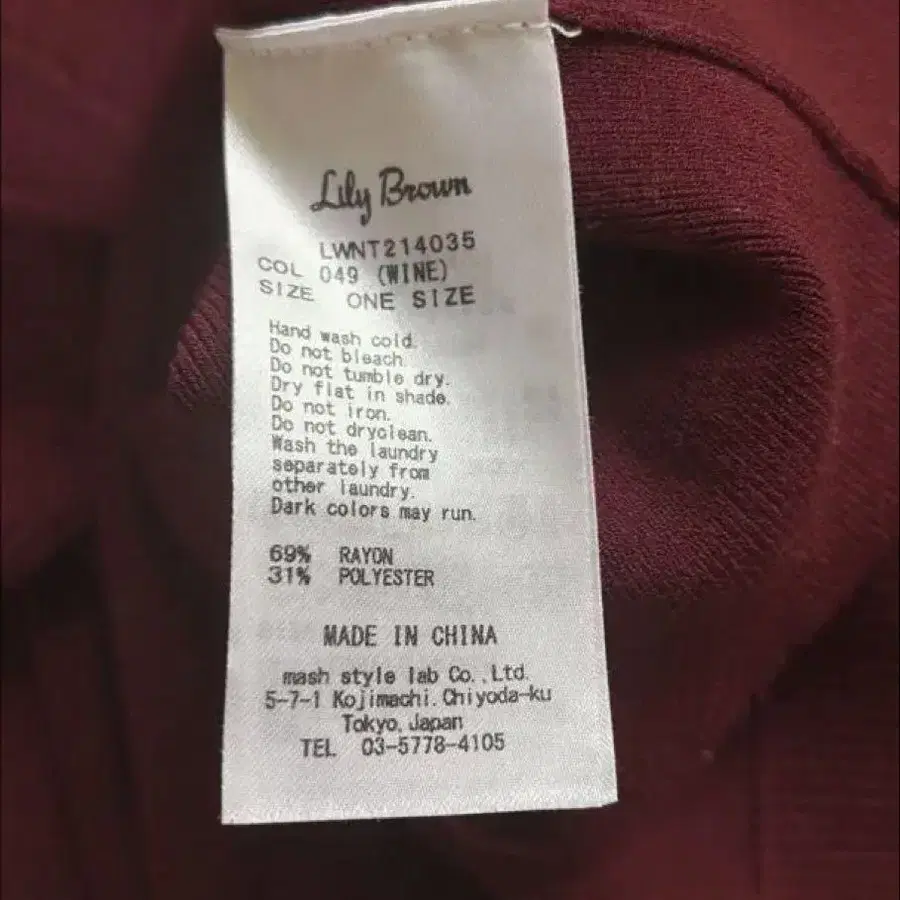 Lily Brown
LWNT214035
COL 049 (WINE)
SIZE ONE SIZE
Hand wash cold.
Do not bleach.
Do not tumble dry.
Dry flat in shade.
Do not iron.
Do not dryclean.
Wash the laundry
separately from
other laundry.
Dark colors may run.
69% RAYON
31% POLYESTER
MADE IN CHINA
mash style lab Co.,Ltd.
5-7-1 Kojimachi. Chiyoda-ku
Tokyo, Japan
TEL 03-5778-4105